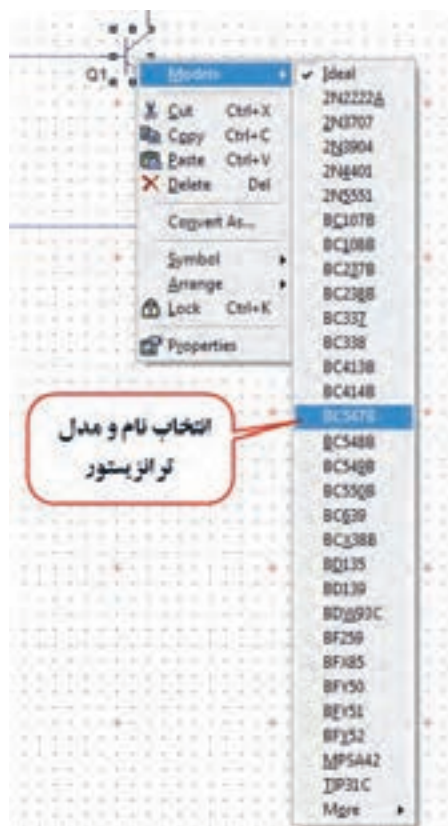 Q1
Models
Cut Ctrl+X
Copy Ctrl+C
Paste Ctrl+V
Delete Del
Convert As...
Symbol
Arrange
Lock Ctrl+K
Properties
✓ Ideal
2N2222A
2N3707
2N3904
2N4401
2N5551
BC107B
BC108B
BC237B
BC238B
BC337
BC338
BC413B
BC414B
BC547B
BC548B
BC549B
BC550B
BC639
BCX38B
BD135
BD139
BDW93C
BF259
BFX85
BFY50
BFY51
BFY52
MPSA42
TIP31C
More
انتخاب نام و مدل
ترانزیستور